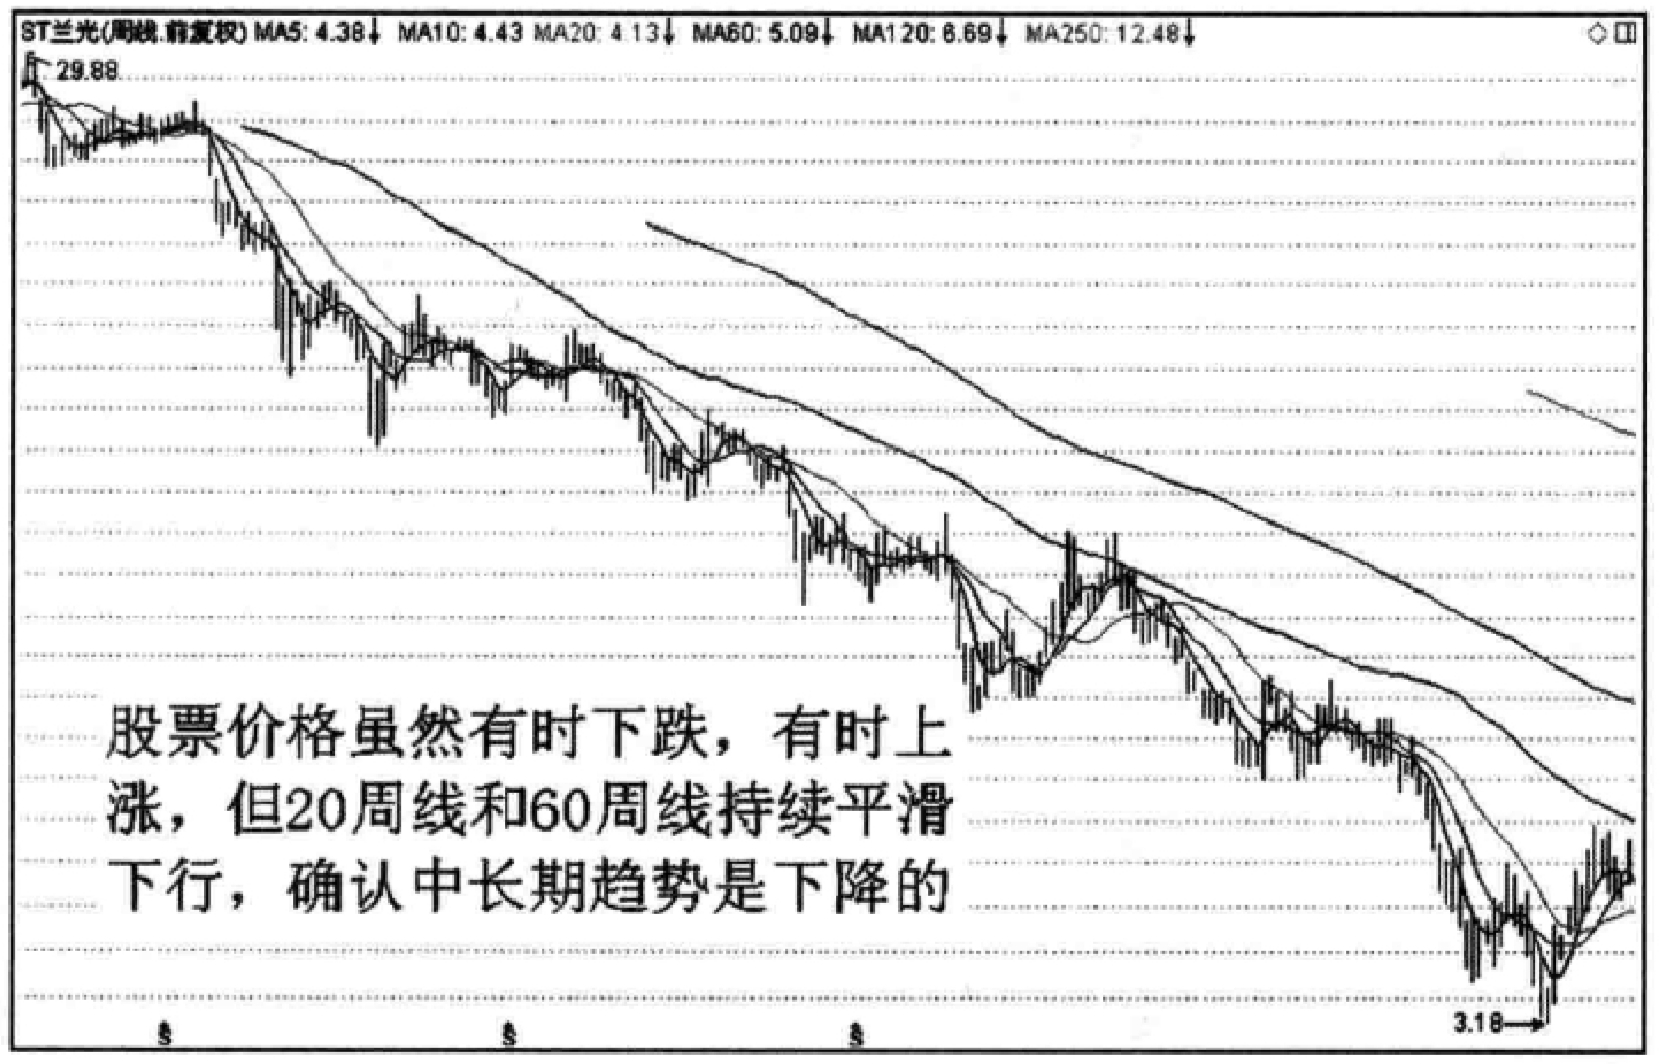 ST兰光(周线.前复权) MA5: 4.38↓ MA10: 4.43 MA20: 4.13↓ MA60: 5.09↓ MA120: 6.69↓ MA250: 12.48↓
29.88
股票价格虽然有时下跌，有时上
涨，但20周线和60周线持续平滑
下行，确认中长期趋势是下降的
3.18→